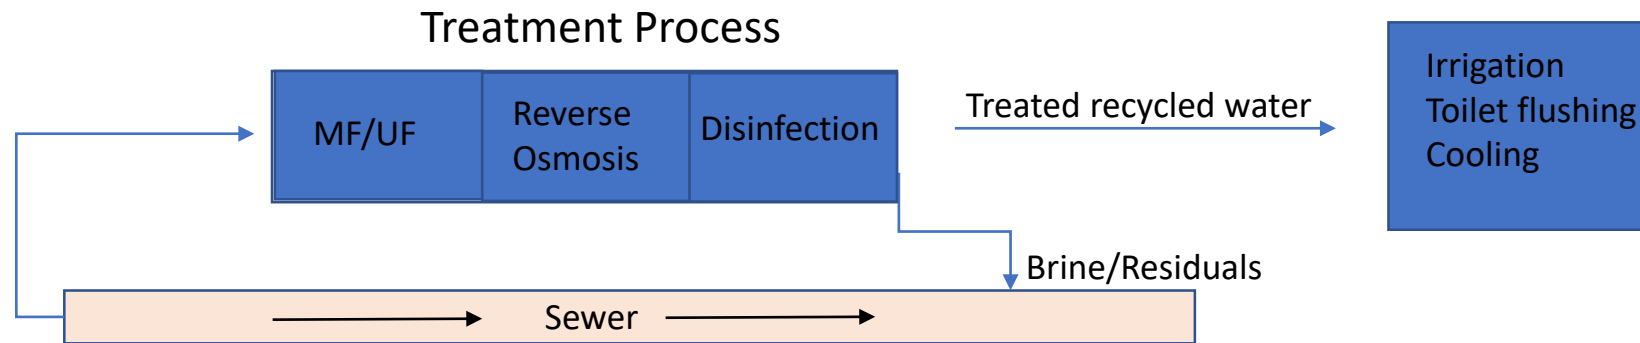 Treatment Process
MF/UF
Reverse
Osmosis
Disinfection
Treated recycled water
Irrigation
Toilet flushing
Cooling
Brine/Residuals
Sewer